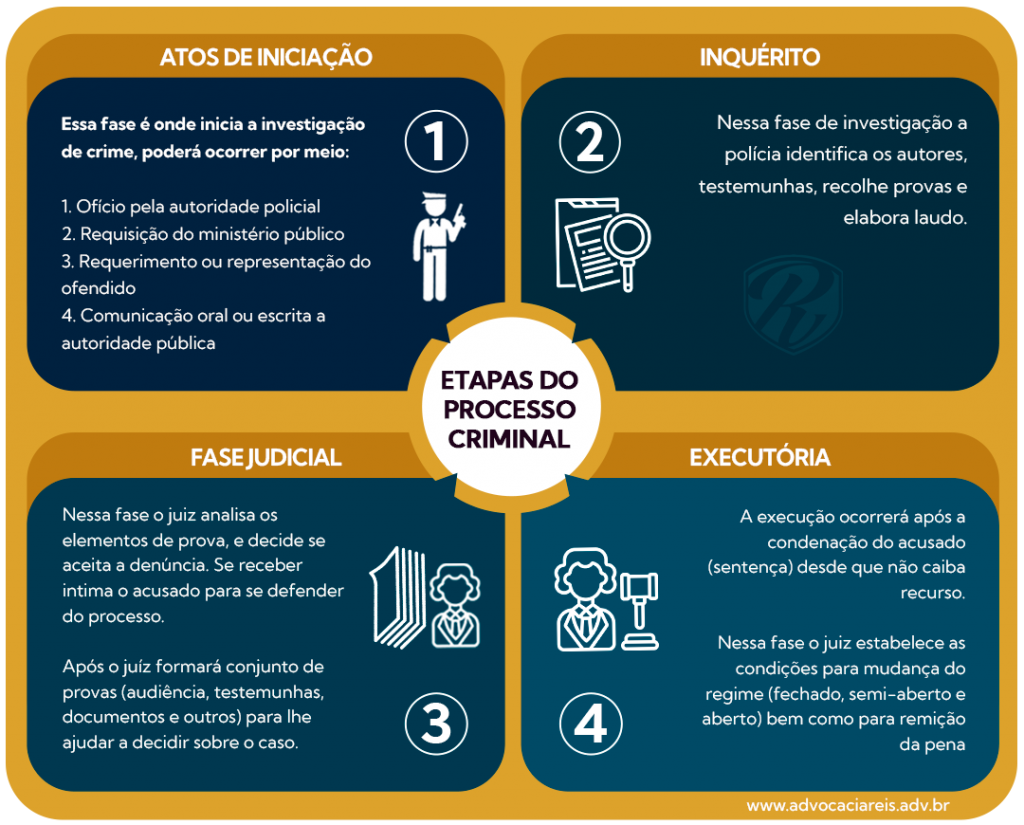 ATOS DE INICIAÇÃO
Essa fase é onde inicia a investigação
de crime, poderá ocorrer por meio:
1. Ofício pela autoridade policial
2. Requisição do ministério público
3. Requerimento ou representação do
ofendido
4. Comunicação oral ou escrita a
autoridade pública
1
INQUÉRITO
2
Nessa fase de investigação a
polícia identifica os autores,
testemunhas, recolhe provas e
elabora laudo.
R
ETAPAS DO
PROCESSO
CRIMINAL
FASE JUDICIAL
Nessa fase o juiz analisa os
elementos de prova, e decide se
aceita a denúncia. Se receber
intima o acusado para se defender
do processo.
Após o juíz formará conjunto de
provas (audiência, testemunhas,
documentos e outros) para lhe
ajudar a decidir sobre o caso.
3
EXECUTÓRIA
A execução ocorrerá após a
condenação do acusado
(sentença) desde que não caiba
recurso.
Nessa fase o juiz estabelece as
condições para mudança do
regime (fechado, semi-aberto e
aberto) bem como para remição
da pena
4
www.advocaciareis.adv.br